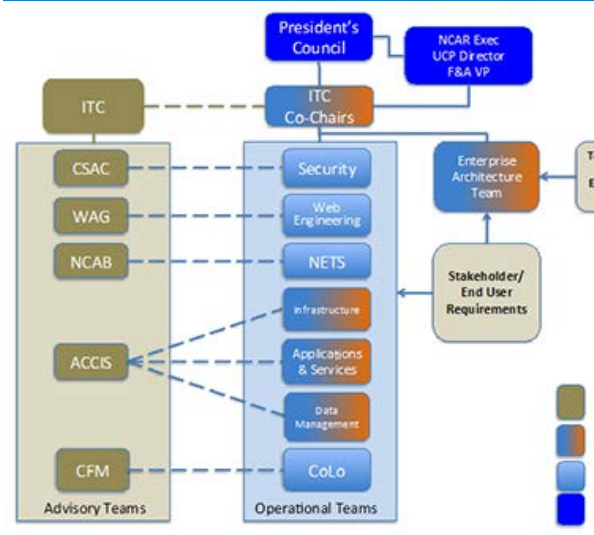 President's
Council
NCAR Exec
UCP Director
F&A VP
ITC
ITC
Co-Chairs
CSAC
Security
Enterprise
Architecture
Team
T
E
WAG
Web
Engineering
NCAB
NETS
Stakeholder/
End User
Requirements
Infrastructure
ACCIS
Applications
& Services
Data
Management
CFM
CoLo
Advisory Teams
Operational Teams